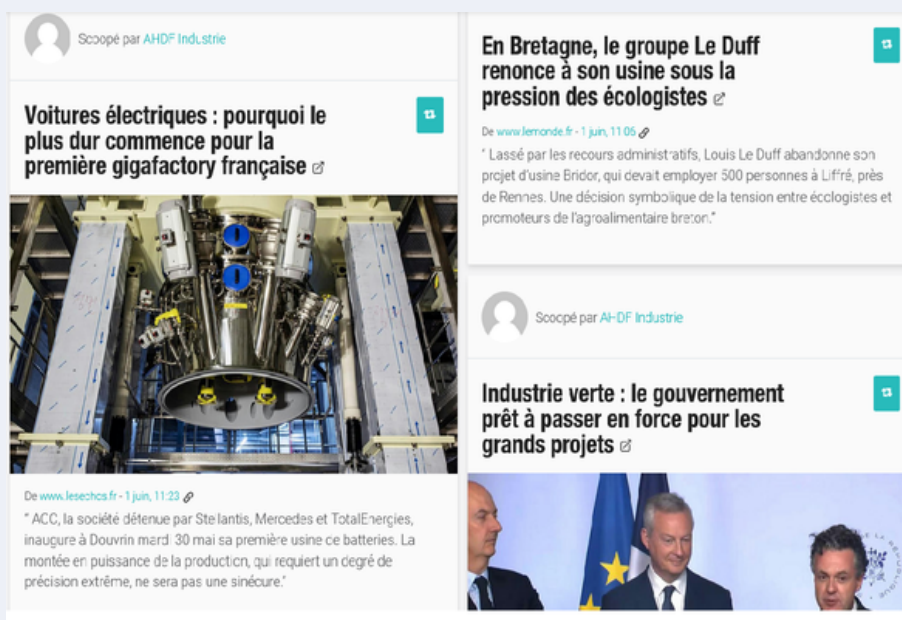 Scoopé par AHDF Industrie
Voitures électriques : pourquoi le
plus dur commence pour la
première gigafactory française
De www.lesechos.fr - 1 juin, 11:23
" ACC, la société détenue par Stellantis, Mercedes et TotalEnergies,
inaugure à Douvrin mardi 30 mai sa première usine de batteries. La
montée en puissance de la production, qui requiert un degré de
précision extrême, ne sera pas une sinécure."
En Bretagne, le groupe Le Duff
renonce à son usine sous la
pression des écologistes
De www.lemonde.fr - 1 juin, 11:06
" Lassé par les recours administratifs, Louis Le Duff abandonne son
projet d'usine Bridor, qui devait employer 500 personnes à Liffré, près
de Rennes. Une décision symbolique de la tension entre écologistes et
promoteurs de l'agroalimentaire breton."
Scoopé par AHDF Industrie
Industrie verte : le gouvernement
prêt à passer en force pour les
grands projets